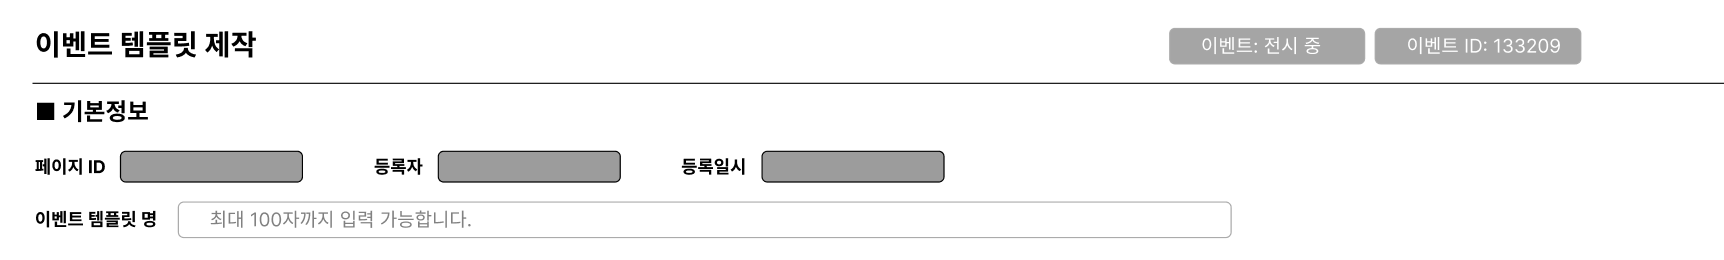 이벤트 템플릿 제작
이벤트: 전시 중
이벤트 ID: 133209
■ 기본정보
페이지 ID
등록자
등록일시
이벤트 템플릿 명
최대 100자까지 입력 가능합니다.